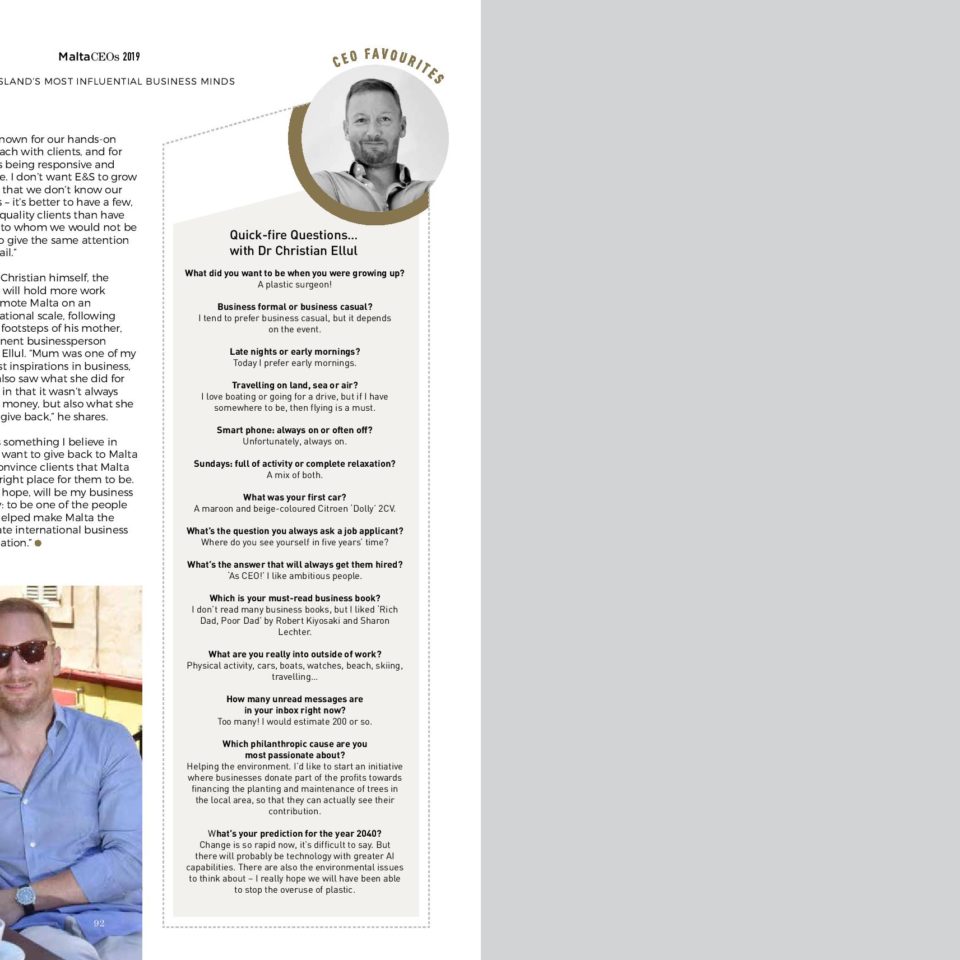 MaltaCEOs 2019
SLAND'S MOST INFLUENTIAL BUSINESS MINDS
nown for our hands-on
ach with clients, and for
s being responsive and
e. I don't want E&S to grow
that we don't know our
s – it's better to have a few,
quality clients than have
to whom we would not be
o give the same attention
ail."
Christian himself, the
will hold more work
mote Malta on an
ational scale, following
footsteps of his mother,
nent businessperson
Ellul. "Mum was one of my
st inspirations in business,
also saw what she did for
in that it wasn't always
money, but also what she
give back," he shares.
s something I believe in
want to give back to Malta
onvince clients that Malta
right place for them to be.
hope, will be my business
y: to be one of the people
elped make Malta the
ate international business
ation."
92
CEO FAVOURITES
Quick-fire Questions...
with Dr Christian Ellul
What did you want to be when you were growing up?
A plastic surgeon!
Business formal or business casual?
I tend to prefer business casual, but it depends
on the event.
Late nights or early mornings?
Today I prefer early mornings.
Travelling on land, sea or air?
I love boating or going for a drive, but if I have
somewhere to be, then flying is a must.
Smart phone: always on or often off?
Unfortunately, always on.
Sundays: full of activity or complete relaxation?
A mix of both.
What was your first car?
A maroon and beige-coloured Citroen 'Dolly' 2CV.
What's the question you always ask a job applicant?
Where do you see yourself in five years' time?
What's the answer that will always get them hired?
'As CEO!' I like ambitious people.
Which is your must-read business book?
I don't read many business books, but I liked 'Rich
Dad, Poor Dad' by Robert Kiyosaki and Sharon
Lechter.
What are you really into outside of work?
Physical activity, cars, boats, watches, beach, skiing,
travelling...
How many unread messages are
in your inbox right now?
Too many! I would estimate 200 or so.
Which philanthropic cause are you
most passionate about?
Helping the environment. I'd like to start an initiative
where businesses donate part of the profits towards
financing the planting and maintenance of trees in
the local area, so that they can actually see their
contribution.
What's your prediction for the year 2040?
Change is so rapid now, it's difficult to say. But
there will probably be technology with greater AI
capabilities. There are also the environmental issues
to think about – I really hope we will have been able
to stop the overuse of plastic.